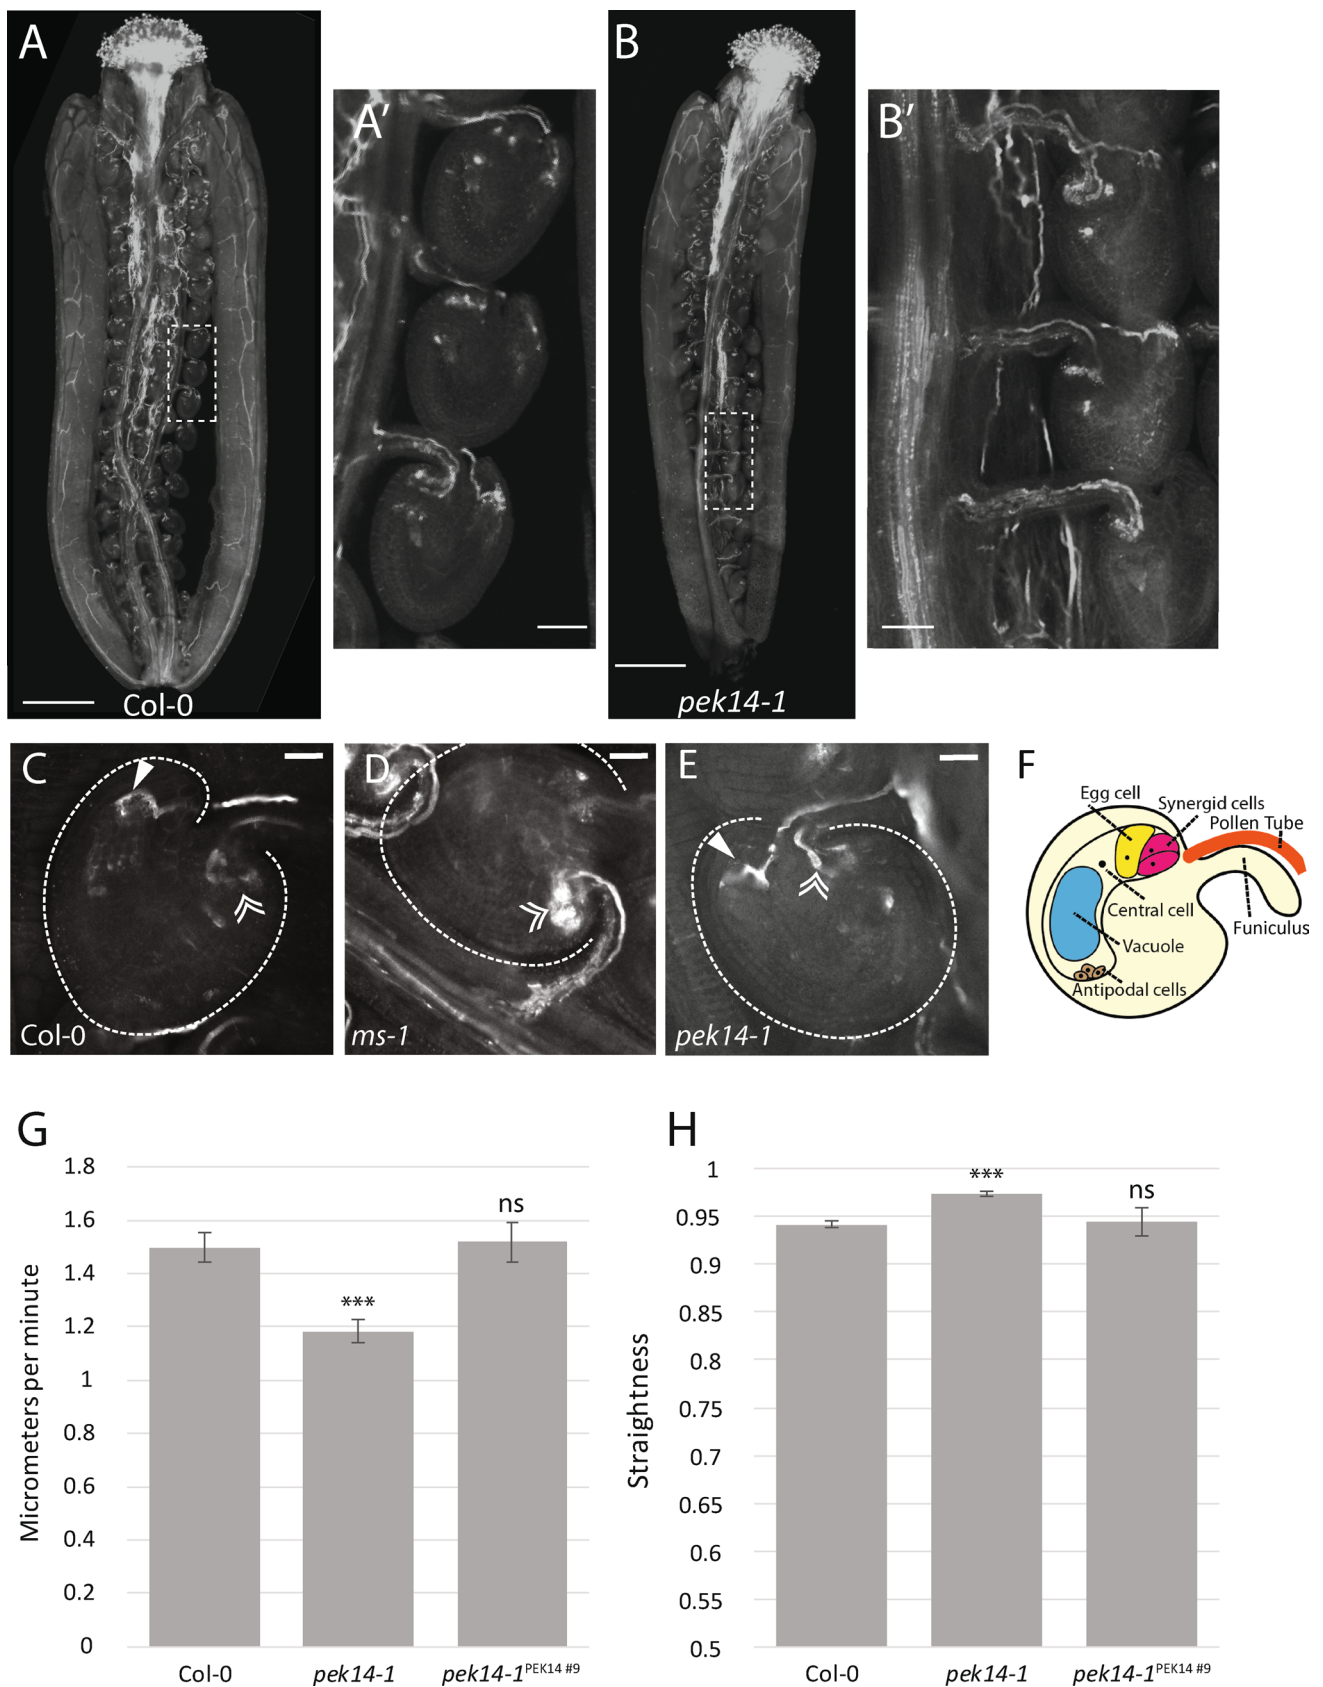 A
A'
B
B'
Col-0
pek14-1
C
D
E
F
Col-0
ms-1
pek14-1
Egg cell
Synergid cells
Pollen Tube
Central cell
Funiculus
Vacuole
Antipodal cells
G
Micrometers per minute
1.8
1.6
1.4
1.2
1
0.8
0.6
0.4
0.2
0
***
ns
Col-0
pek14-1
pek14-1PEK14 #9
H
Straightness
1
0.95
0.9
0.85
0.8
0.75
0.7
0.65
0.6
0.55
0.5
***
ns
Col-0
pek14-1
pek14-1PEK14 #9